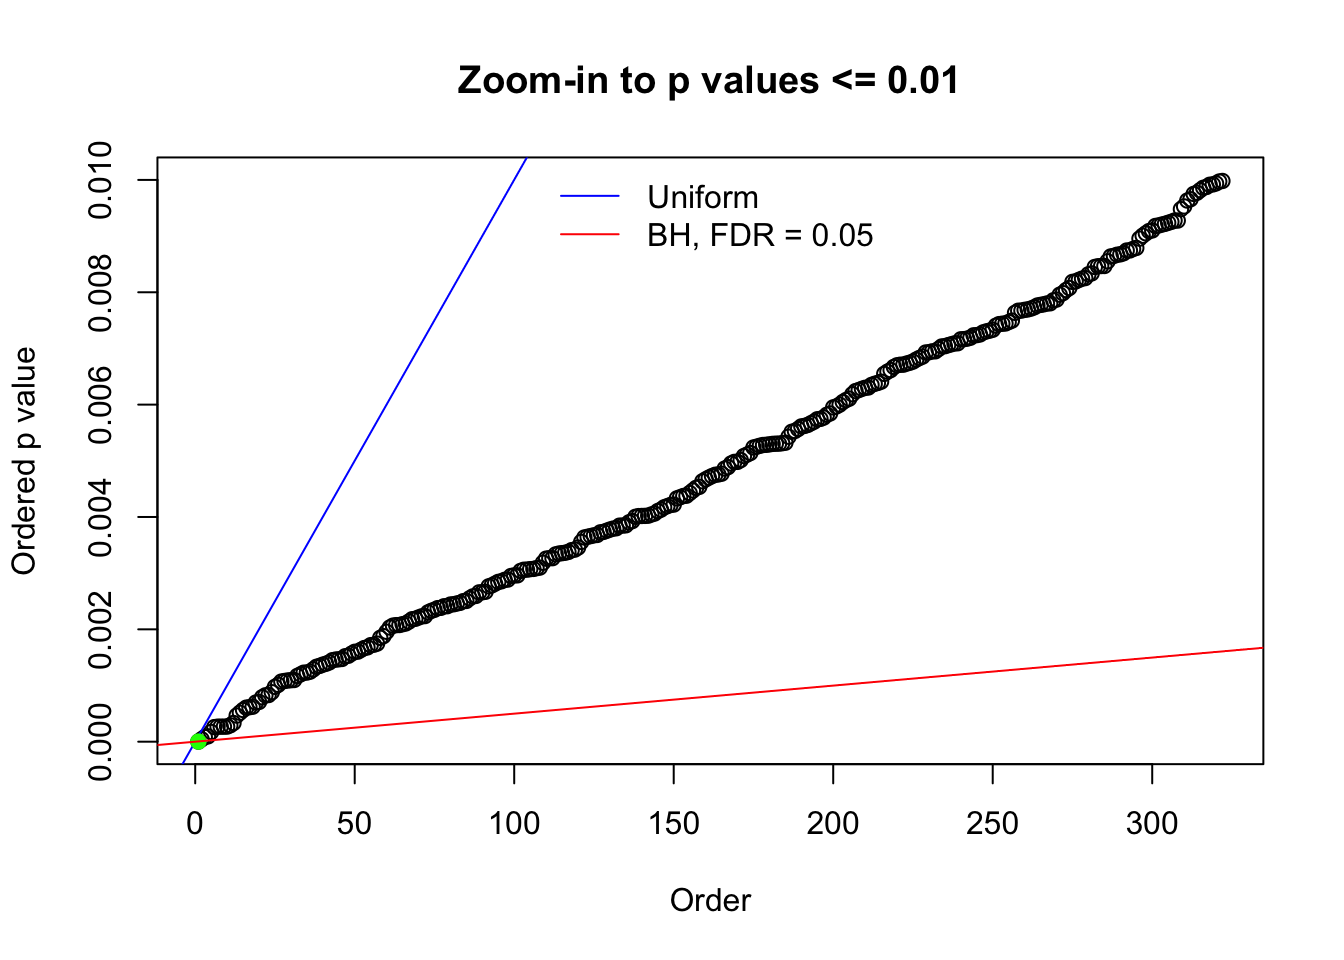 Zoom-in to p values <= 0.01
Uniform
BH, FDR = 0.05
Ordered p value
0.010
0.008
0.006
0.004
0.002
0.000
0 50 100 150 200 250 300
Order